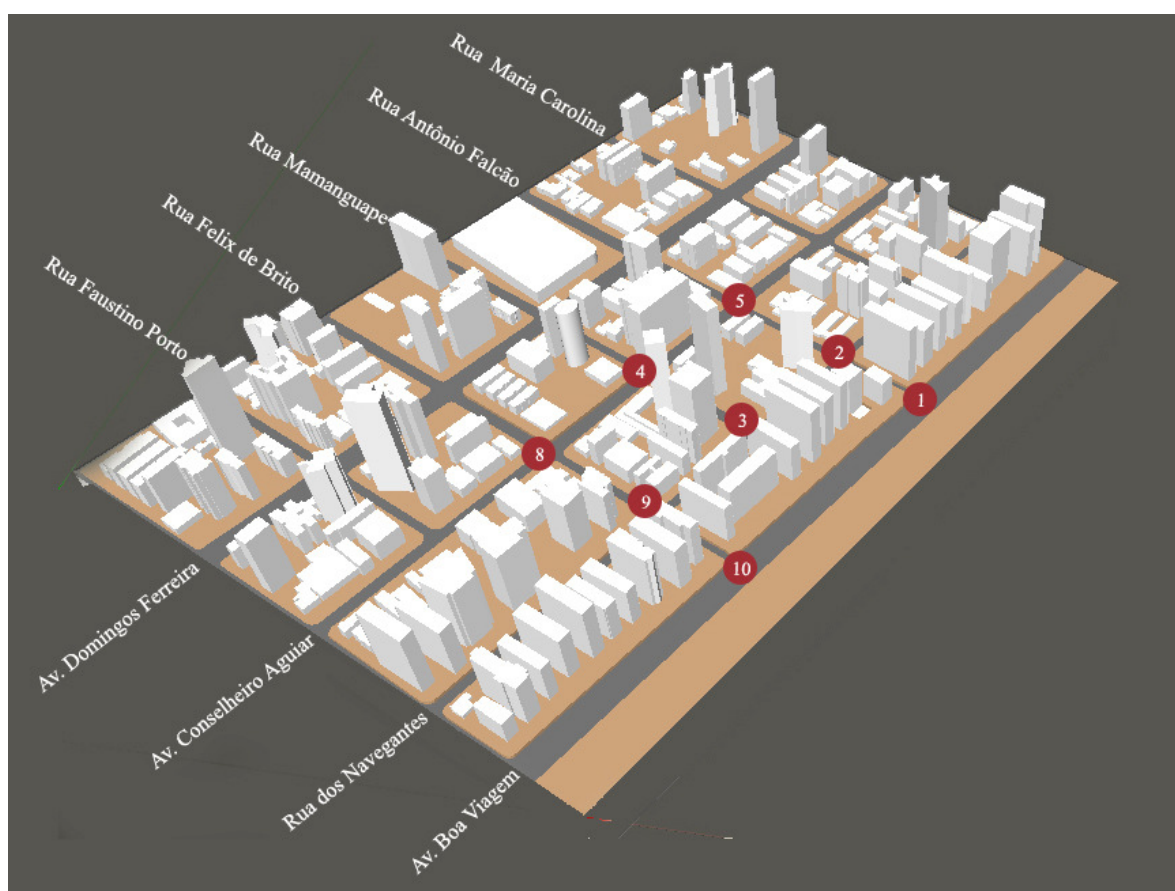 Rua Maria Carolina
Rua Antônio Falcão
Rua Mamanguape
Rua Felix de Brito
Rua Faustino Porto
5
2
4
1
3
8
9
10
Av. Domingos Ferreira
Av. Conselheiro Aguiar
Rua dos Navegantes
Av. Boa Viagem